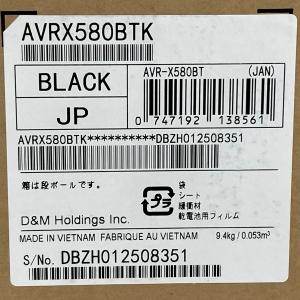 AVRX580BTK
BLACK
JP
AVR-X580BT (JAN)
0 747192 138561
AVRX580BTK**********DBZH012508351
箱は段ボールです。
D&M Holdings Inc.
プラ
袋
シート
緩衝材
乾電池用フィルム
MADE IN VIETNAM FABRIQUE AU VIETNAM
9.4kg / 0.053m³
S/No. DBZH012508351